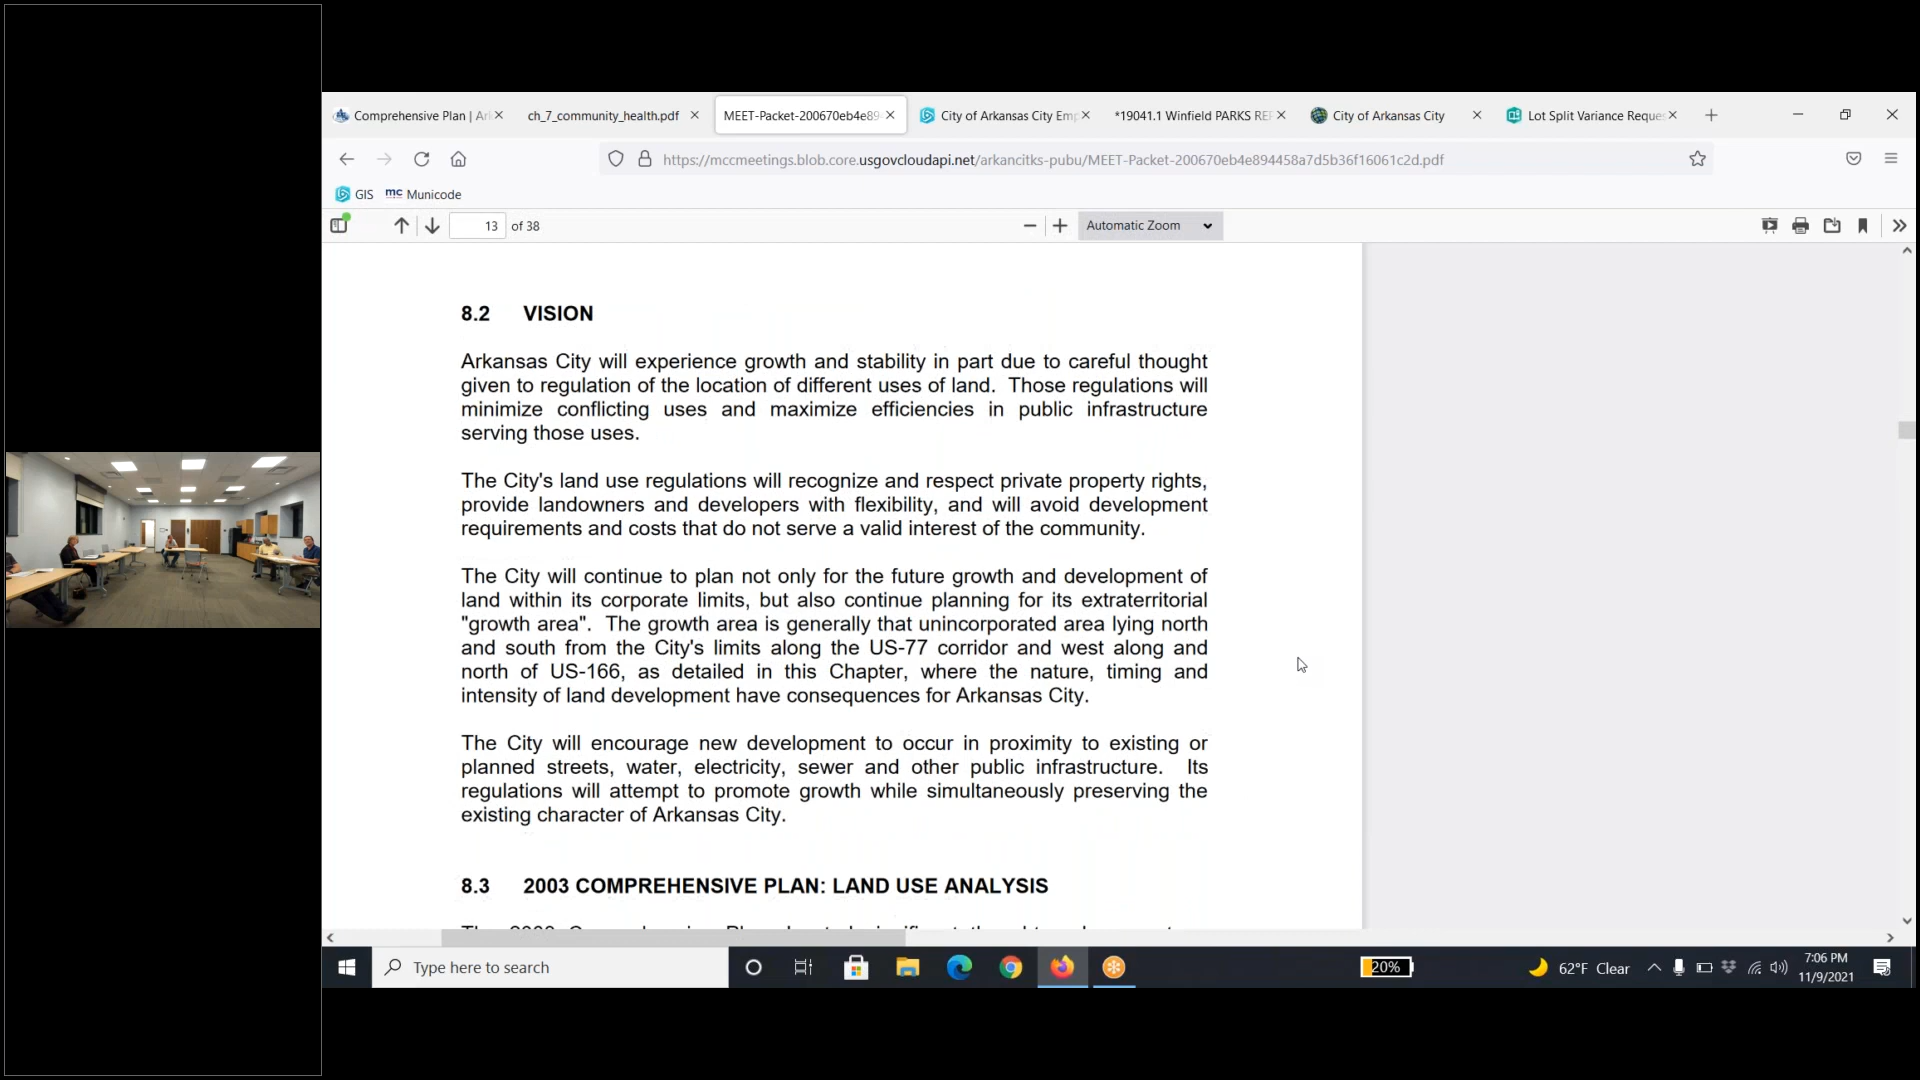 Comprehensive Plan | Ar
ch_7_community_health.pdf
MEET-Packet-200670eb4e89
City of Arkansas City Emp
*19041.1 Winfield PARKS RE
City of Arkansas City
Lot Split Variance Reques
https://mccmeetings.blob.core.usgovcloudapi.net/arkancitks-pubu/MEET-Packet-200670eb4e894458a7d5b36f16061c2d.pdf
GIS
mc Municode
13 of 38
Automatic Zoom
8.2 VISION
Arkansas City will experience growth and stability in part due to careful thought
given to regulation of the location of different uses of land. Those regulations will
minimize conflicting uses and maximize efficiencies in public infrastructure
serving those uses.
The City's land use regulations will recognize and respect private property rights,
provide landowners and developers with flexibility, and will avoid development
requirements and costs that do not serve a valid interest of the community.
The City will continue to plan not only for the future growth and development of
land within its corporate limits, but also continue planning for its extraterritorial
"growth area". The growth area is generally that unincorporated area lying north
and south from the City's limits along the US-77 corridor and west along and
north of US-166, as detailed in this Chapter, where the nature, timing and
intensity of land development have consequences for Arkansas City.
The City will encourage new development to occur in proximity to existing or
planned streets, water, electricity, sewer and other public infrastructure. Its
regulations will attempt to promote growth while simultaneously preserving the
existing character of Arkansas City.
8.3 2003 COMPREHENSIVE PLAN: LAND USE ANALYSIS
Type here to search
20%
62°F Clear
7:06 PM
11/9/2021